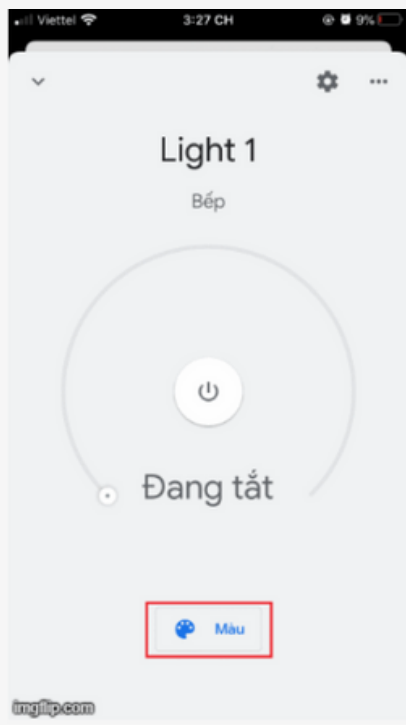 Viettel 3:27 CH 9%
Light 1
Bếp
Đang tắt
Màu
imgflip.com